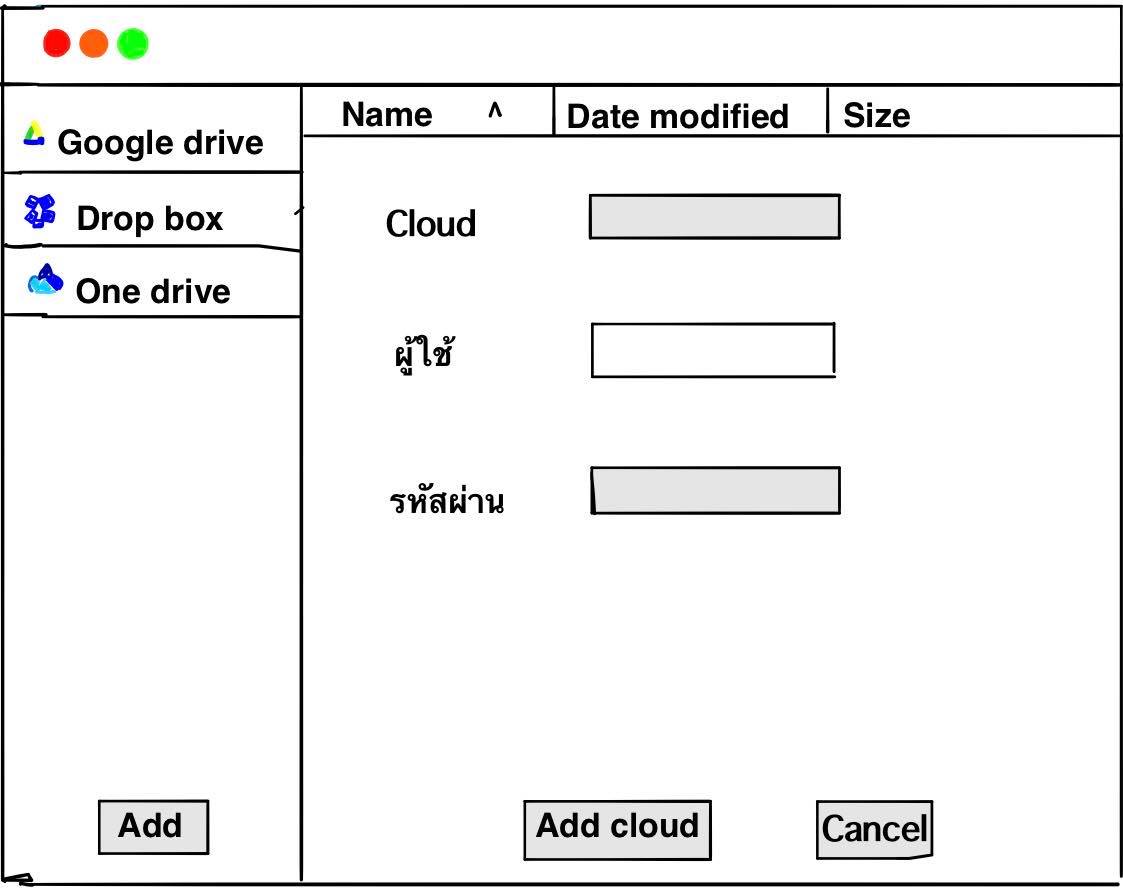 Name ^ Date modified Size
Google drive
Drop box
One drive
Cloud
ผู้ใช้
รหัสผ่าน
Add
Add cloud
Cancel